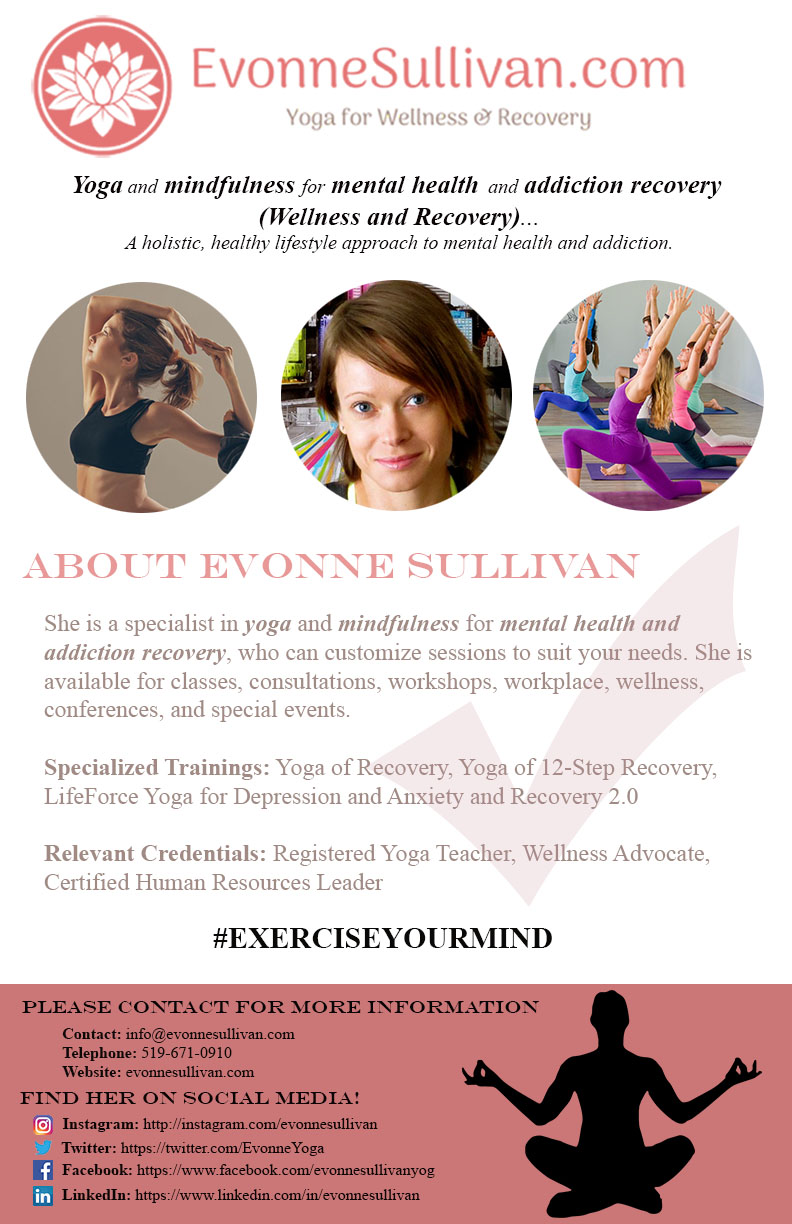 EvonneSullivan.com
Yoga for Wellness & Recovery
Yoga and mindfulness for mental health and addiction recovery
(Wellness and Recovery)...
A holistic, healthy lifestyle approach to mental health and addiction.
ABOUT EVONNE SULLIVAN
She is a specialist in yoga and mindfulness for mental health and
addiction recovery, who can customize sessions to suit your needs. She is
available for classes, consultations, workshops, workplace, wellness,
conferences, and special events.
Specialized Trainings: Yoga of Recovery, Yoga of 12-Step Recovery,
LifeForce Yoga for Depression and Anxiety and Recovery 2.0
Relevant Credentials: Registered Yoga Teacher, Wellness Advocate,
Certified Human Resources Leader
#EXERCISEYOURMIND
PLEASE CONTACT FOR MORE INFORMATION
Contact: info@evonnesullivan.com
Telephone: 519-671-0910
Website: evonnesullivan.com
FIND HER ON SOCIAL MEDIA!
Instagram: http://instagram.com/evonnesullivan
Twitter: https://twitter.com/EvonneYoga
Facebook: https://www.facebook.com/evonnesullivanyog
LinkedIn: https://www.linkedin.com/in/evonnesullivan